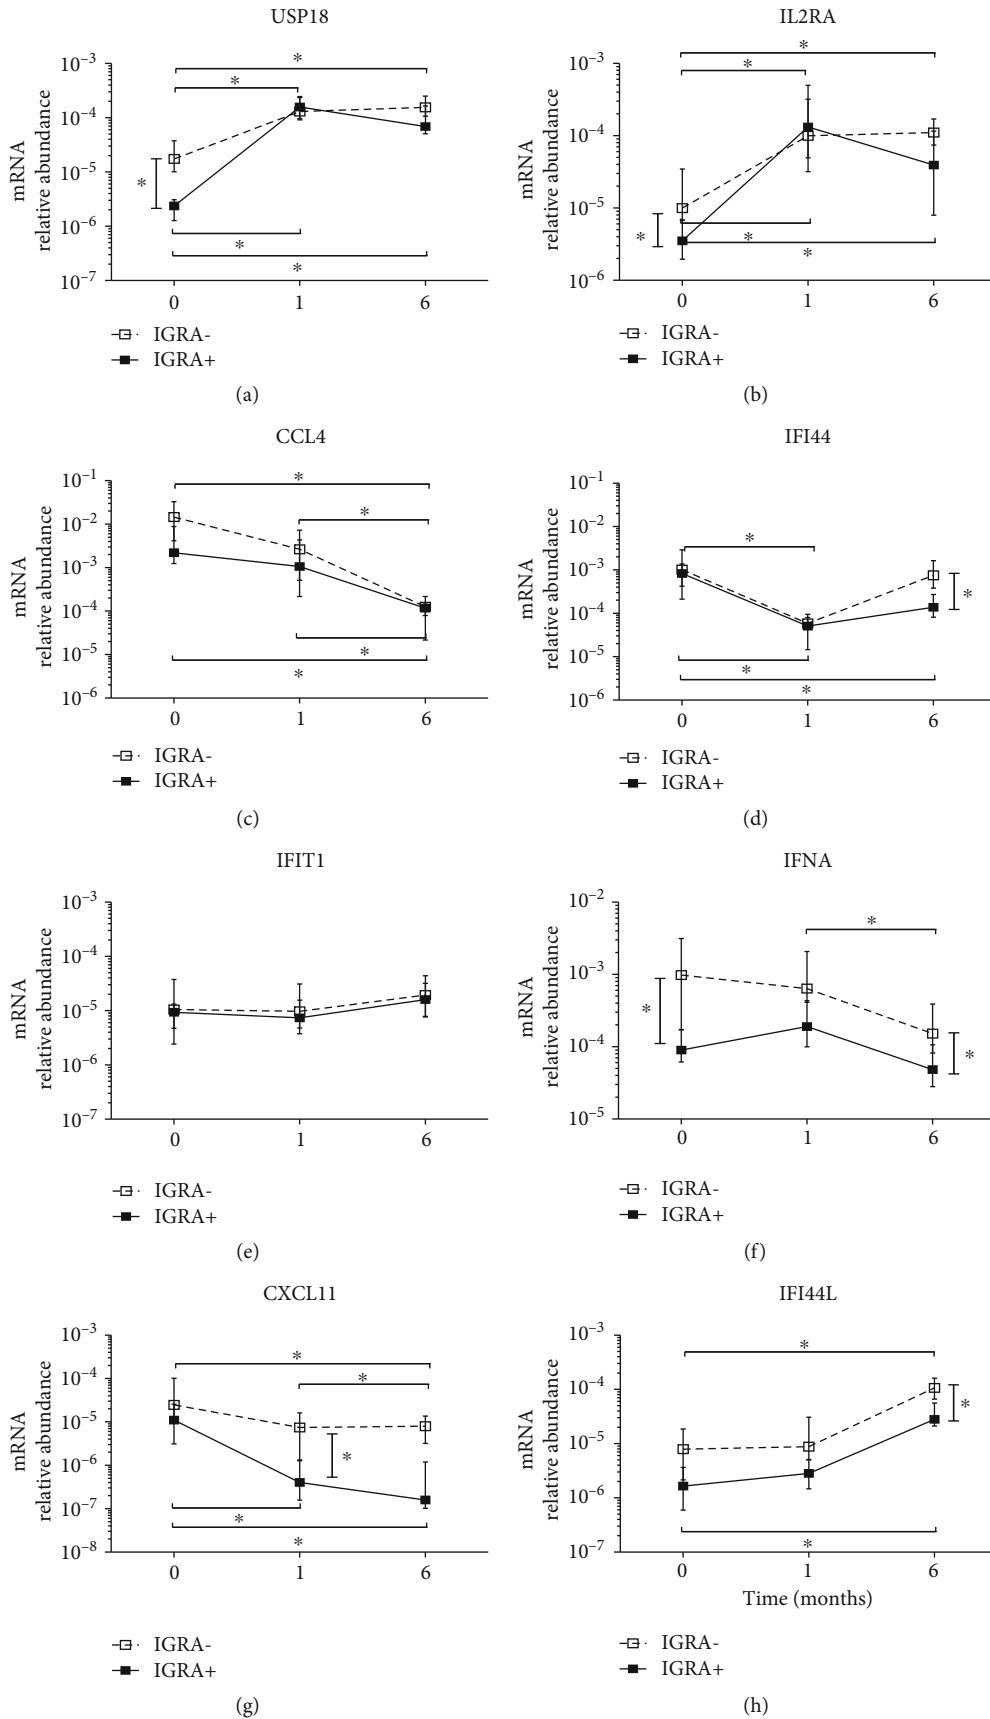 USP18
mRNA
relative abundance
10⁻³
10⁻⁴
10⁻⁵
10⁻⁶
10⁻⁷
*
*
*
*
*
0 1 6
IGRA-
IGRA+
(a)
IL2RA
mRNA
relative abundance
10⁻³
10⁻⁴
10⁻⁵
10⁻⁶
*
*
*
*
*
0 1 6
IGRA-
IGRA+
(b)
CCL4
mRNA
relative abundance
10⁻¹
10⁻²
10⁻³
10⁻⁴
10⁻⁵
10⁻⁶
*
*
*
*
0 1 6
IGRA-
IGRA+
(c)
IFI44
mRNA
relative abundance
10⁻¹
10⁻²
10⁻³
10⁻⁴
10⁻⁵
10⁻⁶
*
*
*
*
0 1 6
IGRA-
IGRA+
(d)
IFIT1
mRNA
relative abundance
10⁻³
10⁻⁴
10⁻⁵
10⁻⁶
10⁻⁷
0 1 6
IGRA-
IGRA+
(e)
IFNA
mRNA
relative abundance
10⁻²
10⁻³
10⁻⁴
10⁻⁵
*
*
*
0 1 6
IGRA-
IGRA+
(f)
CXCL11
mRNA
relative abundance
10⁻³
10⁻⁴
10⁻⁵
10⁻⁶
10⁻⁷
10⁻⁸
*
*
*
*
*
0 1 6
IGRA-
IGRA+
(g)
IFI44L
mRNA
relative abundance
10⁻³
10⁻⁴
10⁻⁵
10⁻⁶
10⁻⁷
*
*
*
0 1 6
Time (months)
IGRA-
IGRA+
(h)